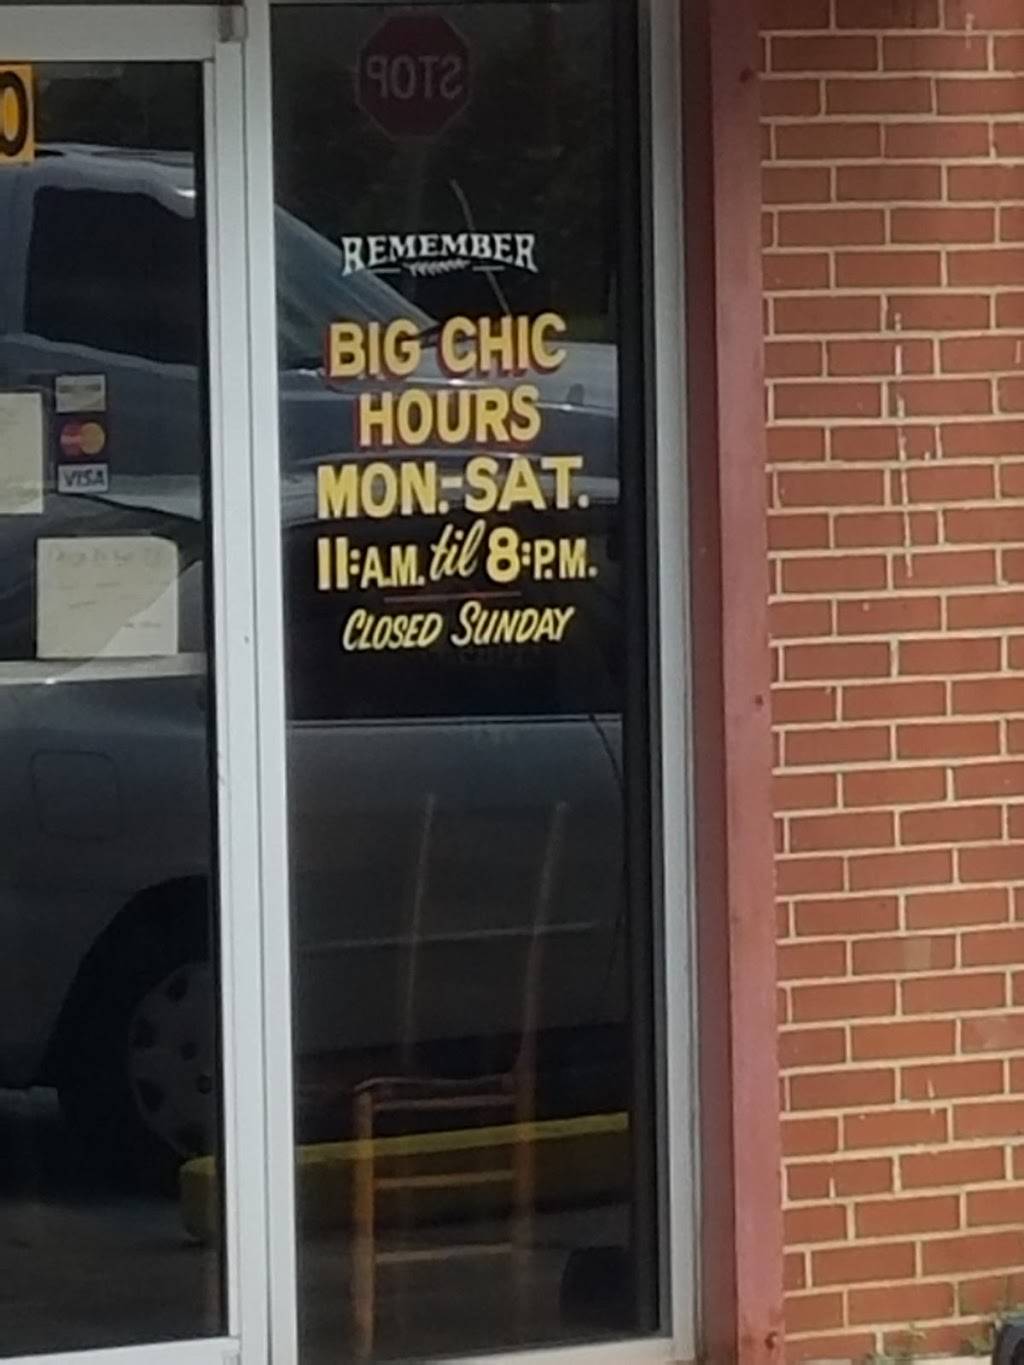 STOP
REMEMBER
BIG CHIC
HOURS
MON.-SAT.
11:A.M. til 8:P.M.
CLOSED SUNDAY
VISA